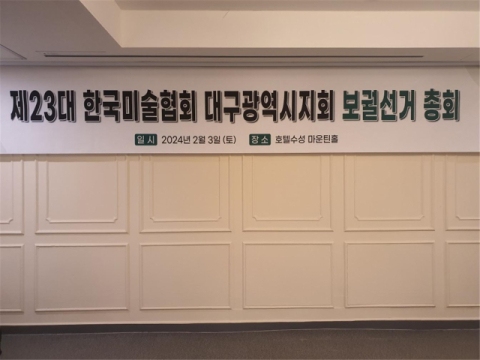 제23대 한국미술협회 대구광역시지회 보궐선거 총회
일 시 2024년 2월 3일 (토) 장 소 호텔수성 마운틴홀